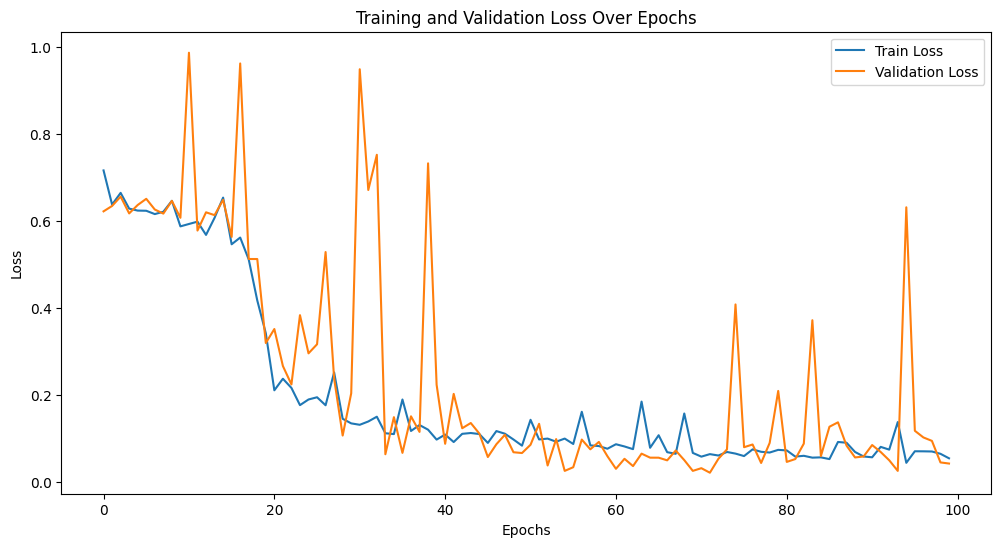 Training and Validation Loss Over Epochs
Train Loss
Validation Loss
1.0
0.8
0.6
0.4
0.2
0.0
Loss
0 20 40 60 80 100
Epochs